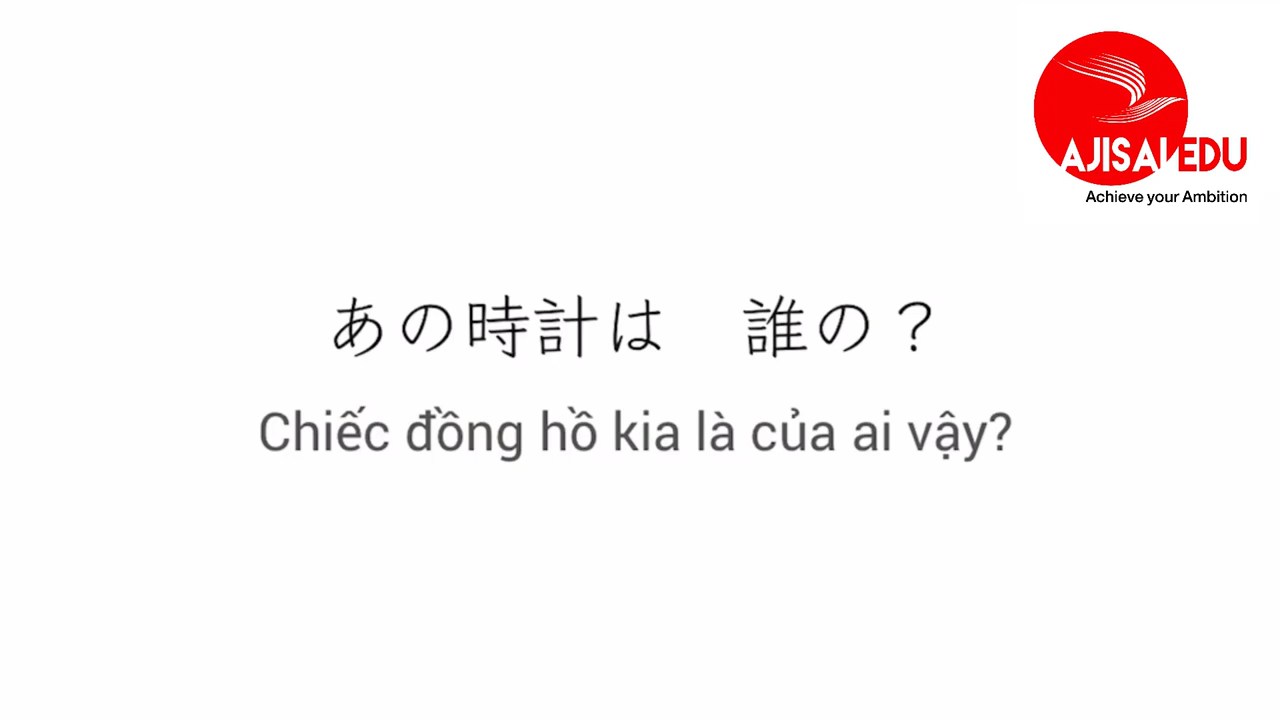 AJISAI EDU
Achieve your Ambition
あの時計は　誰の？
Chiếc đồng hồ kia là của ai vậy?